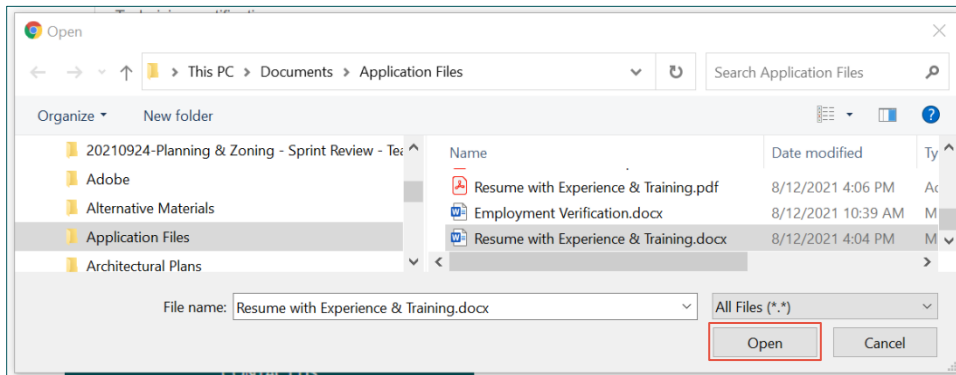 Open
This PC > Documents > Application Files
Search Application Files
Organize
New folder
20210924-Planning & Zoning - Sprint Review - Tea
Adobe
Alternative Materials
Application Files
Architectural Plans
Name Date modified Ty
Resume with Experience & Training.pdf 8/12/2021 4:06 PM Ac
Employment Verification.docx 8/12/2021 10:39 AM M
Resume with Experience & Training.docx 8/12/2021 4:04 PM M
File name: Resume with Experience & Training.docx All Files (*.*)
Open Cancel